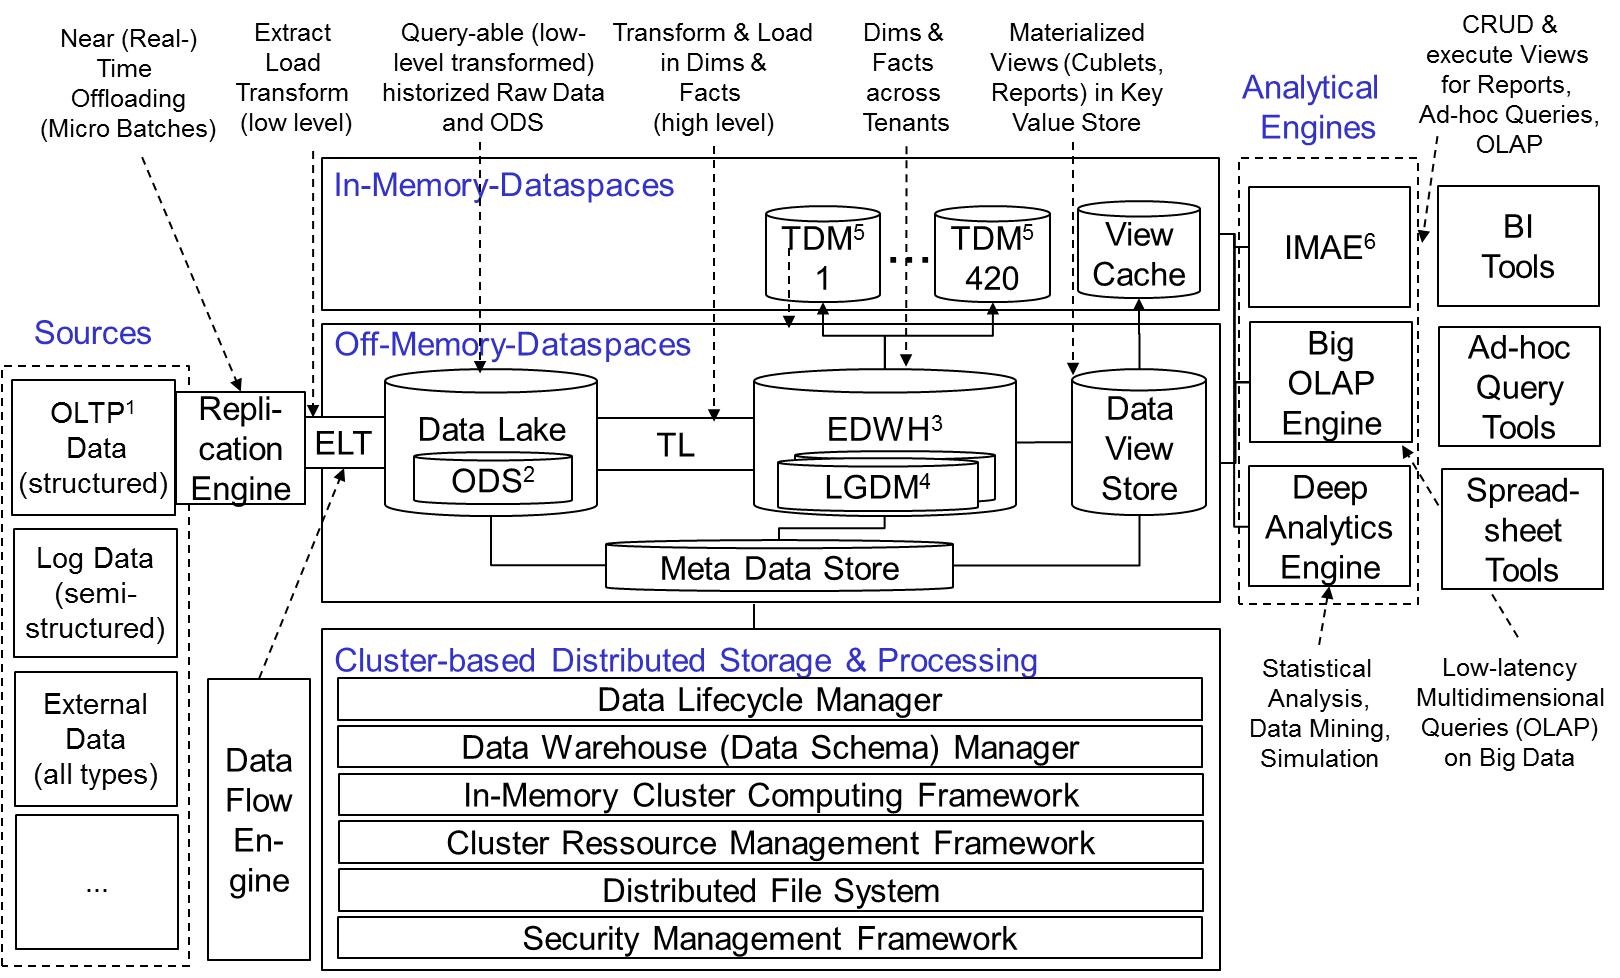 Near (Real-)
Time
Offloading
(Micro Batches)
Extract
Load
Transform
(low level)
Query-able (low-
level transformed)
historized Raw Data
and ODS
Transform & Load
in Dims &
Facts
(high level)
Dims &
Facts
across
Tenants
Materialized
Views (Cublets,
Reports) in Key
Value Store
CRUD &
execute Views
for Reports,
Ad-hoc Queries,
OLAP
Analytical
Engines
In-Memory-Dataspaces
TDM5
1
...
TDM5
420
View
Cache
IMAE6
BI
Tools
Sources
Off-Memory-Dataspaces
Big
OLAP
Engine
Ad-hoc
Query
Tools
OLTP1
Data
(structured)
Repli-
cation
Engine
ELT
Data Lake
ODS2
TL
EDWH3
LGDM4
Data
View
Store
Deep
Analytics
Engine
Spread-
sheet
Tools
Log Data
(semi-
structured)
Meta Data Store
External
Data
(all types)
...
Data
Flow
En-
gine
Cluster-based Distributed Storage & Processing
Data Lifecycle Manager
Data Warehouse (Data Schema) Manager
In-Memory Cluster Computing Framework
Cluster Ressource Management Framework
Distributed File System
Security Management Framework
Statistical
Analysis,
Data Mining,
Simulation
Low-latency
Multidimensional
Queries (OLAP)
on Big Data